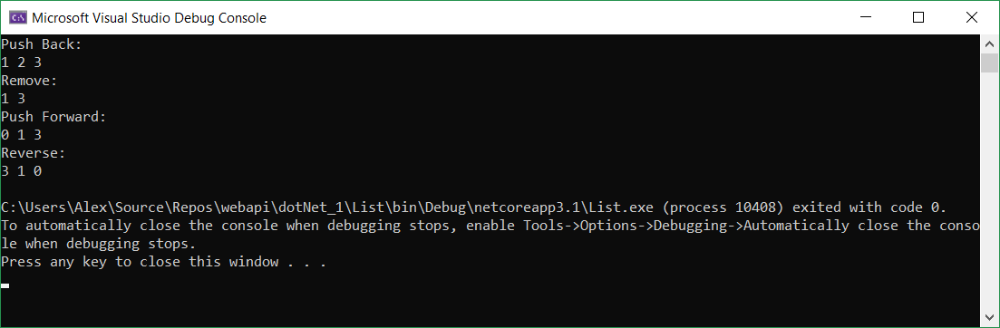 Microsoft Visual Studio Debug Console
Push Back:
1 2 3
Remove:
1 3
Push Forward:
0 1 3
Reverse:
3 1 0
C:\Users\Alex\Source\Repos\webapi\dotNet_1\List\bin\Debug\netcoreapp3.1\List.exe (process 10408) exited with code 0.
To automatically close the console when debugging stops, enable Tools->Options->Debugging->Automatically close the conso
le when debugging stops.
Press any key to close this window . . .